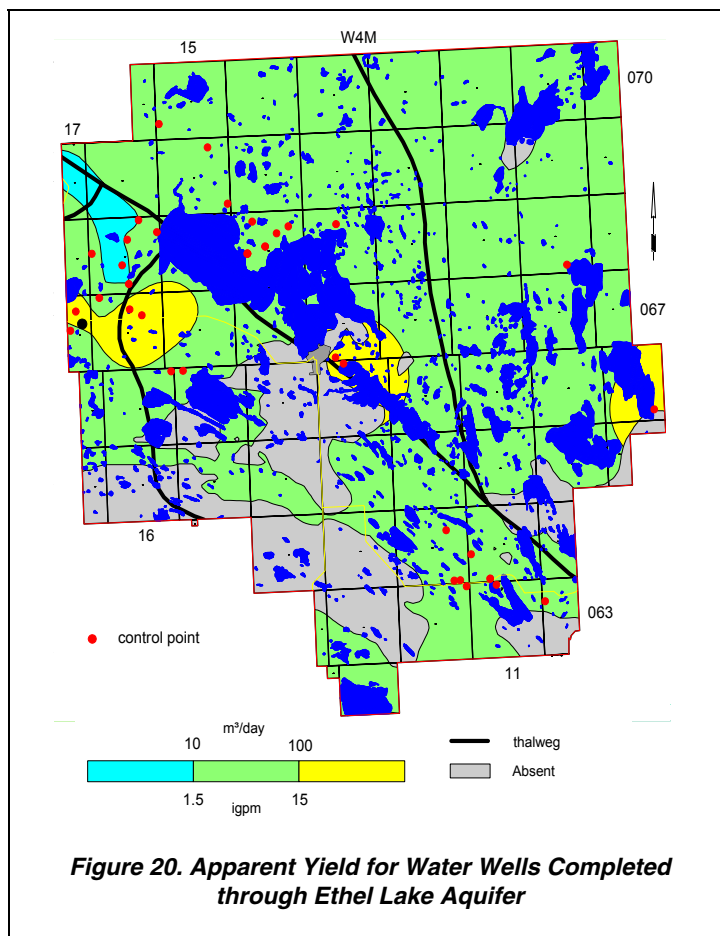 W4M
15
070
17
067
16
063
11
control point
m³/day
10 100
1.5 15
igpm
thalweg
Absent
Figure 20. Apparent Yield for Water Wells Completed
through Ethel Lake Aquifer